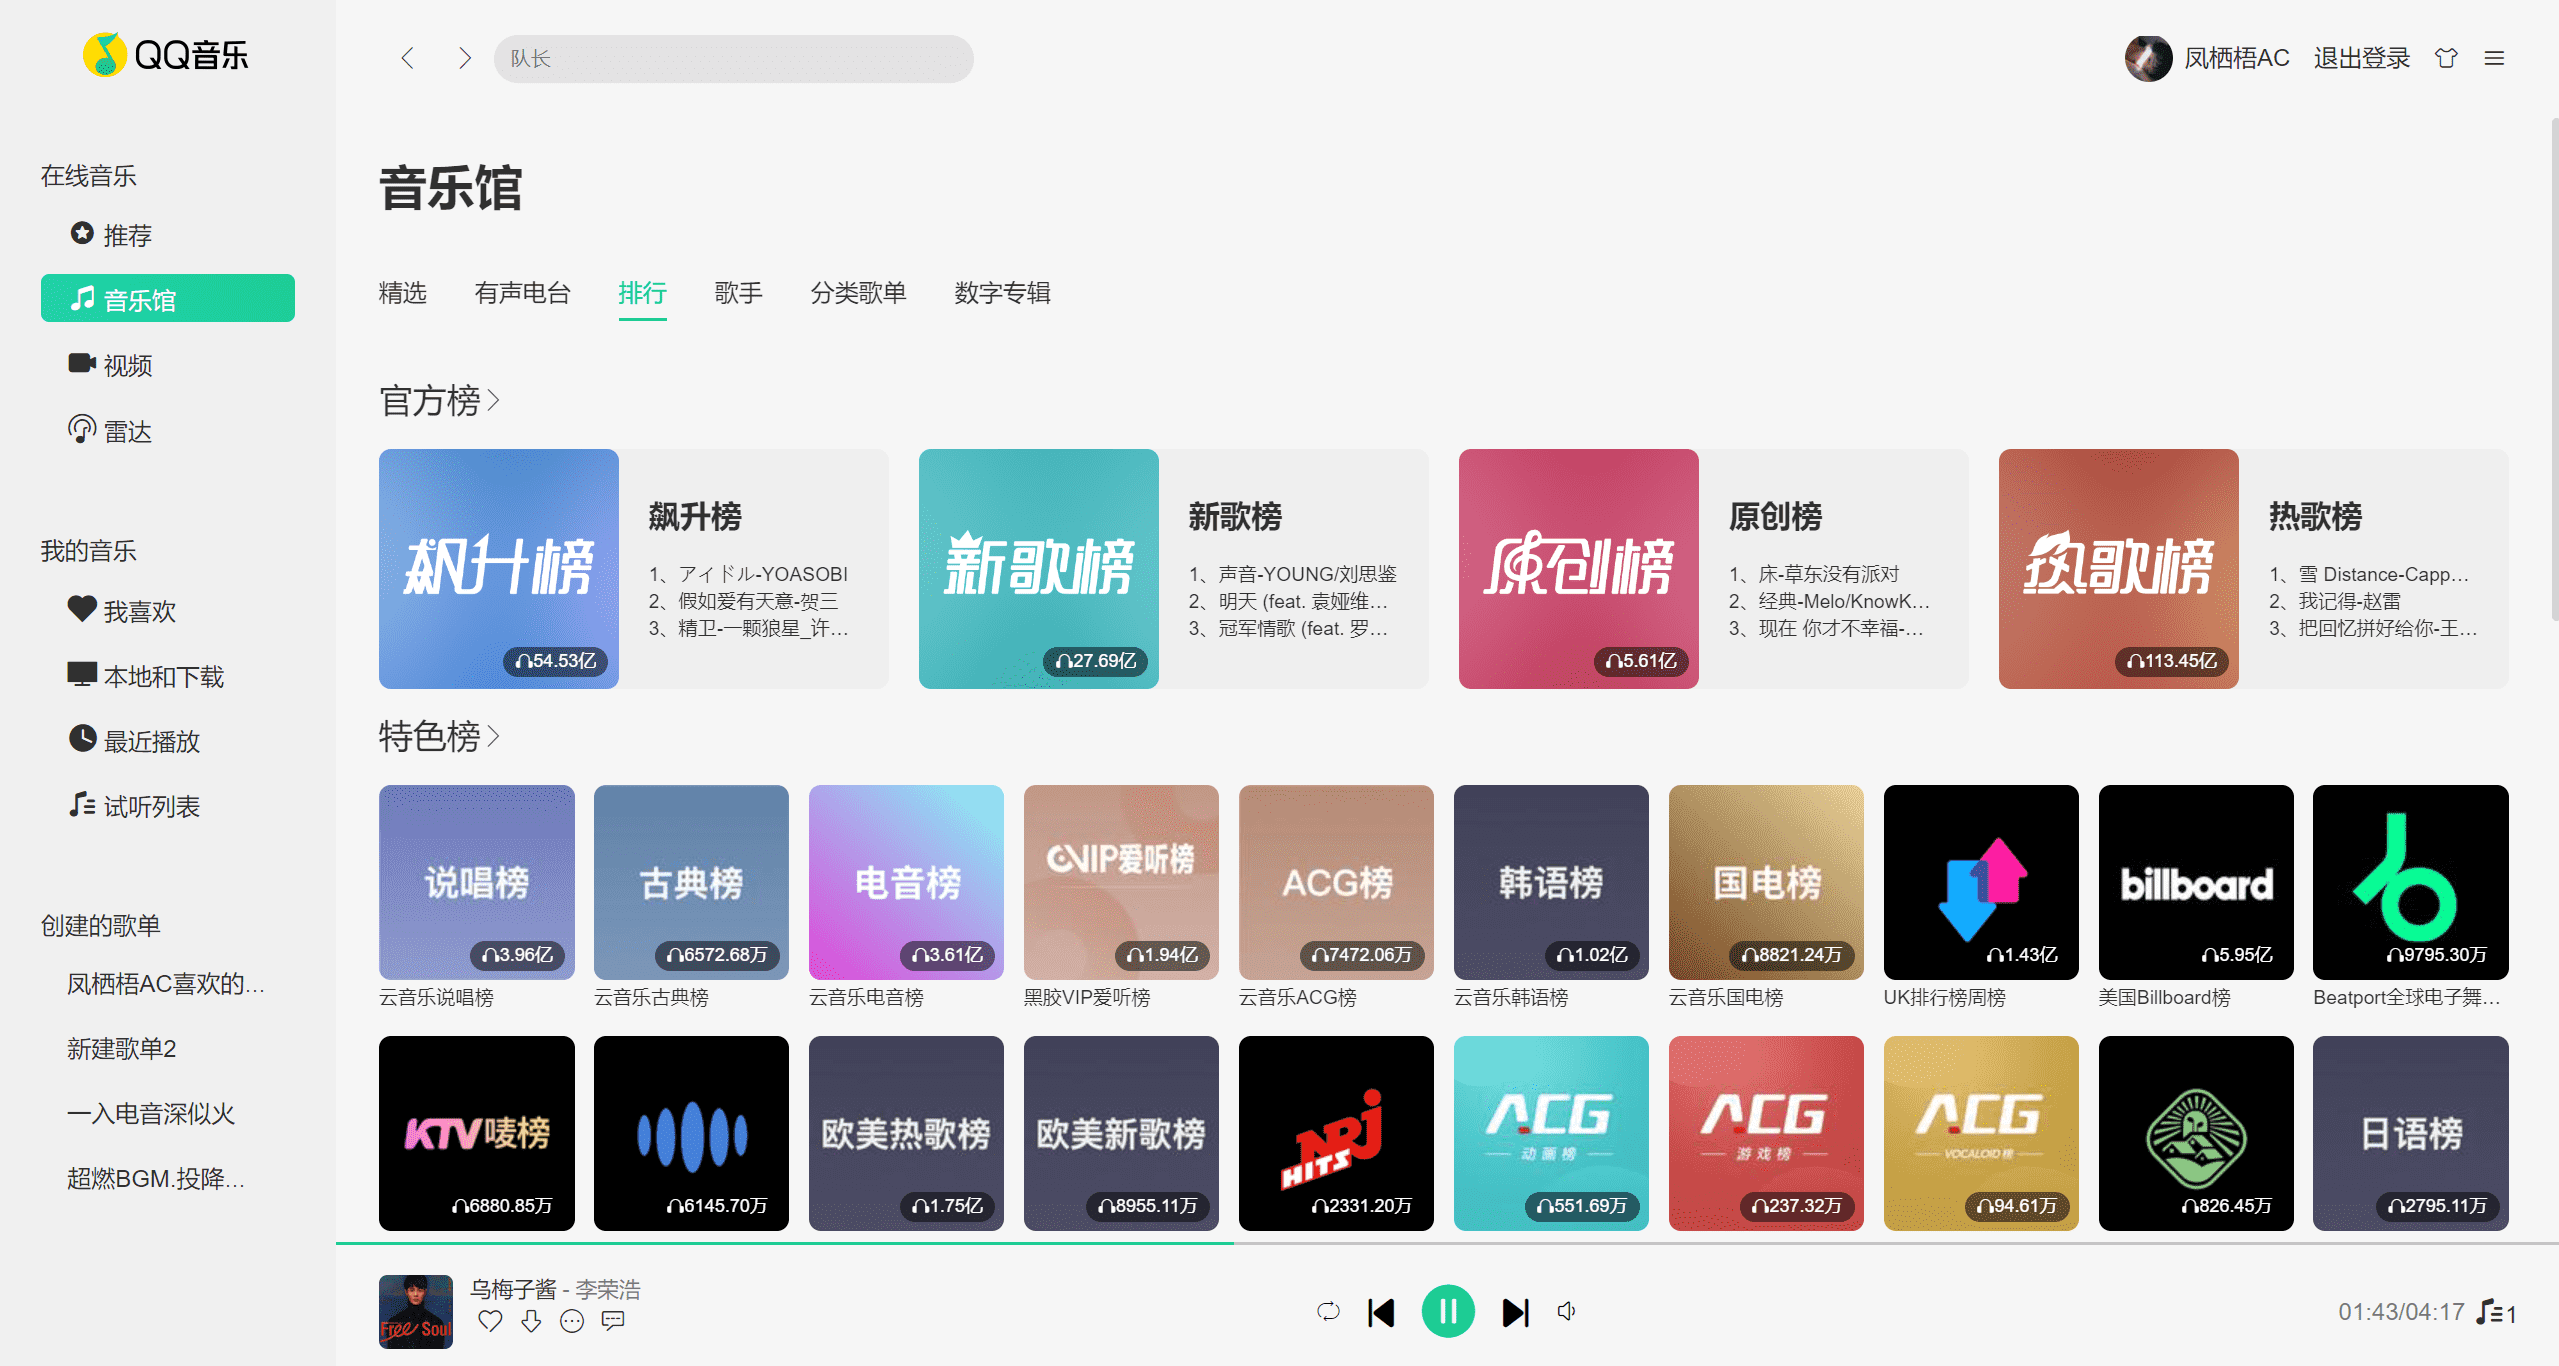 QQ音乐
队长
凤栖梧AC 退出登录
在线音乐
推荐
音乐馆
视频
雷达
我的音乐
我喜欢
本地和下载
最近播放
试听列表
创建的歌单
凤栖梧AC喜欢的...
新建歌单2
一入电音深似火
超燃BGM.投降...
音乐馆
精选 有声电台 排行 歌手 分类歌单 数字专辑
官方榜
飙升榜
54.53亿
飙升榜
1、アイドル-YOASOBI
2、假如爱有天意-贺三
3、精卫-一颗狼星_许...
新歌榜
27.69亿
新歌榜
1、声音-YOUNG/刘思鉴
2、明天 (feat. 袁娅维...
3、冠军情歌 (feat. 罗...
原创榜
5.61亿
原创榜
1、床-草东没有派对
2、经典-Melo/KnowK...
3、现在 你才不幸福-...
热歌榜
113.45亿
热歌榜
1、雪 Distance-Capp...
2、我记得-赵雷
3、把回忆拼好给你-王...
特色榜
说唱榜
3.96亿
云音乐说唱榜
古典榜
6572.68万
云音乐古典榜
电音榜
3.61亿
云音乐电音榜
VIP爱听榜
1.94亿
黑胶VIP爱听榜
ACG榜
7472.06万
云音乐ACG榜
韩语榜
1.02亿
云音乐韩语榜
国电榜
8821.24万
云音乐国电榜
1.43亿
UK排行榜周榜
billboard
5.95亿
美国Billboard榜
9795.30万
Beatport全球电子舞...
KTV唛榜
6880.85万
6145.70万
欧美热歌榜
1.75亿
欧美新歌榜
8955.11万
NRJ
HITS
2331.20万
ACG
动画榜
551.69万
ACG
游戏榜
237.32万
ACG
VOCALOID榜
94.61万
826.45万
日语榜
2795.11万
Free Soul
乌梅子酱 - 李荣浩
01:43/04:17 1